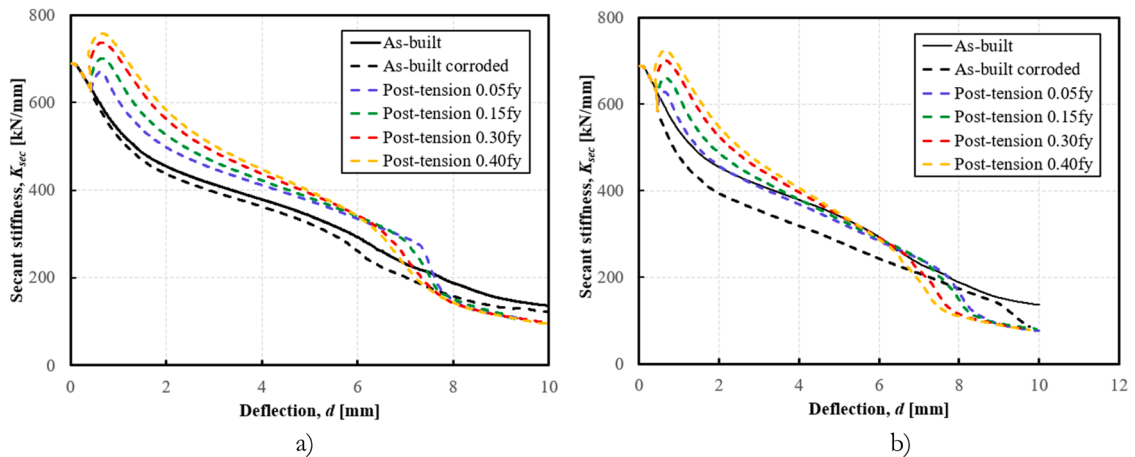 800
600
400
200
0
Secant stiffness, Ksec [kN/mm]
As-built
As-built corroded
Post-tension 0.05fy
Post-tension 0.15fy
Post-tension 0.30fy
Post-tension 0.40fy
0 2 4 6 8 10
Deflection, d [mm]
a)
800
600
400
200
0
Secant stiffness, Ksec [kN/mm]
As-built
As-built corroded
Post-tension 0.05fy
Post-tension 0.15fy
Post-tension 0.30fy
Post-tension 0.40fy
0 2 4 6 8 10 12
Deflection, d [mm]
b)